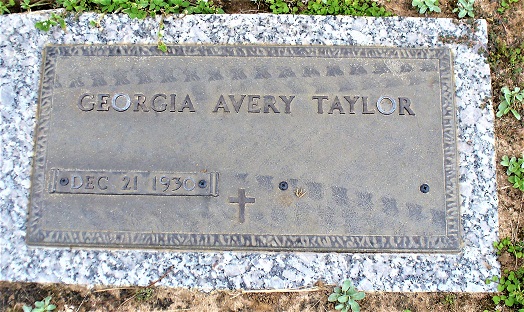 GEORGIA AVERY TAYLOR
DEC 21 1930